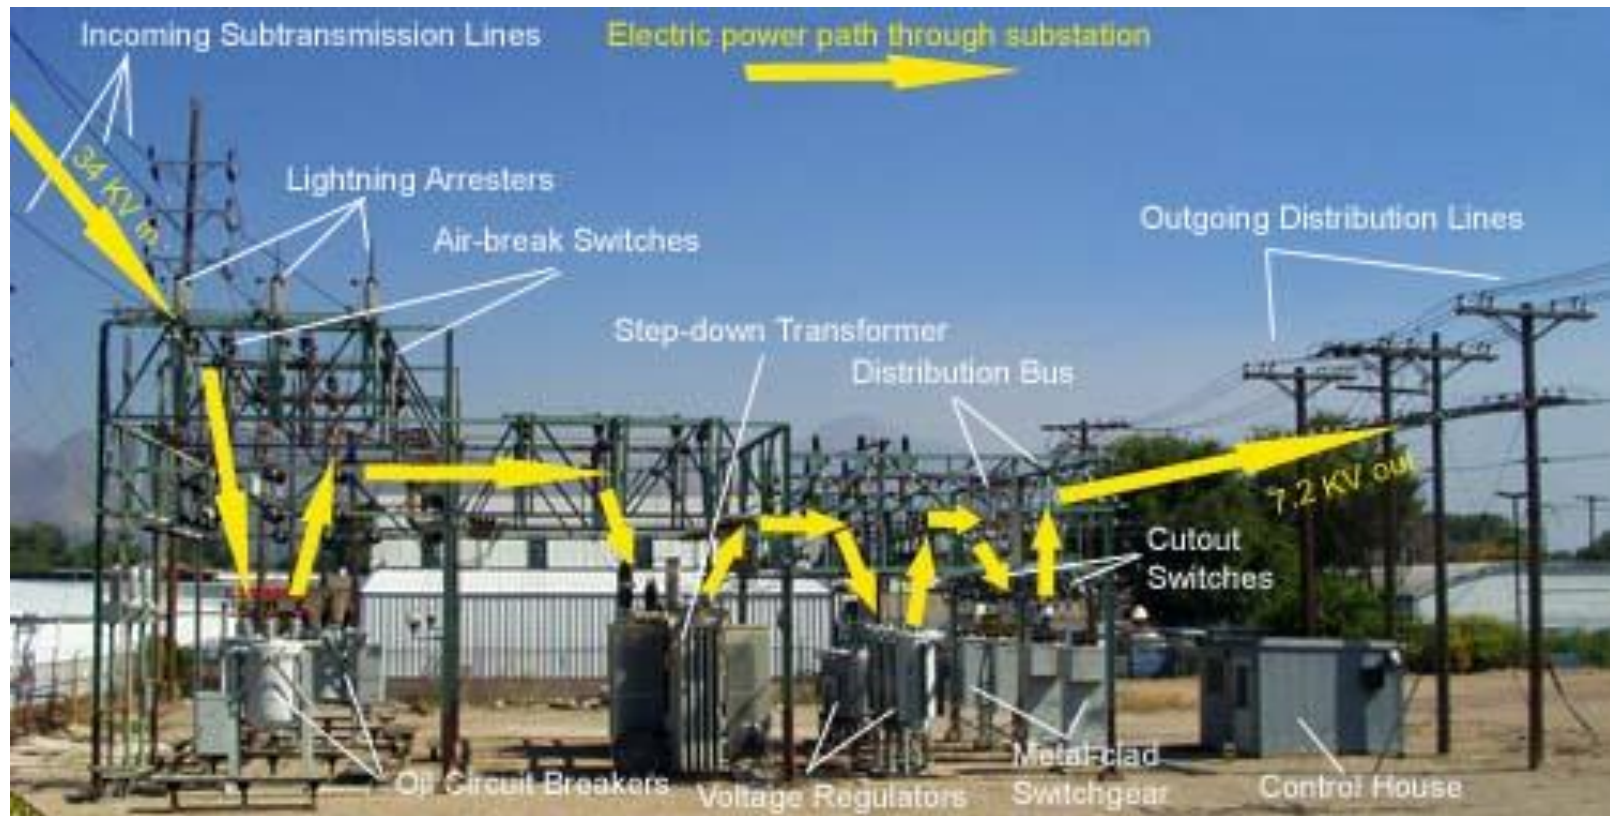 Incoming Subtransmission Lines
Electric power path through substation
34 KV in
Lightning Arresters
Air-break Switches
Outgoing Distribution Lines
Step-down Transformer
Distribution Bus
7.2 KV out
Cutout
Switches
Oil Circuit Breakers
Voltage Regulators
Metal-clad
Switchgear
Control House